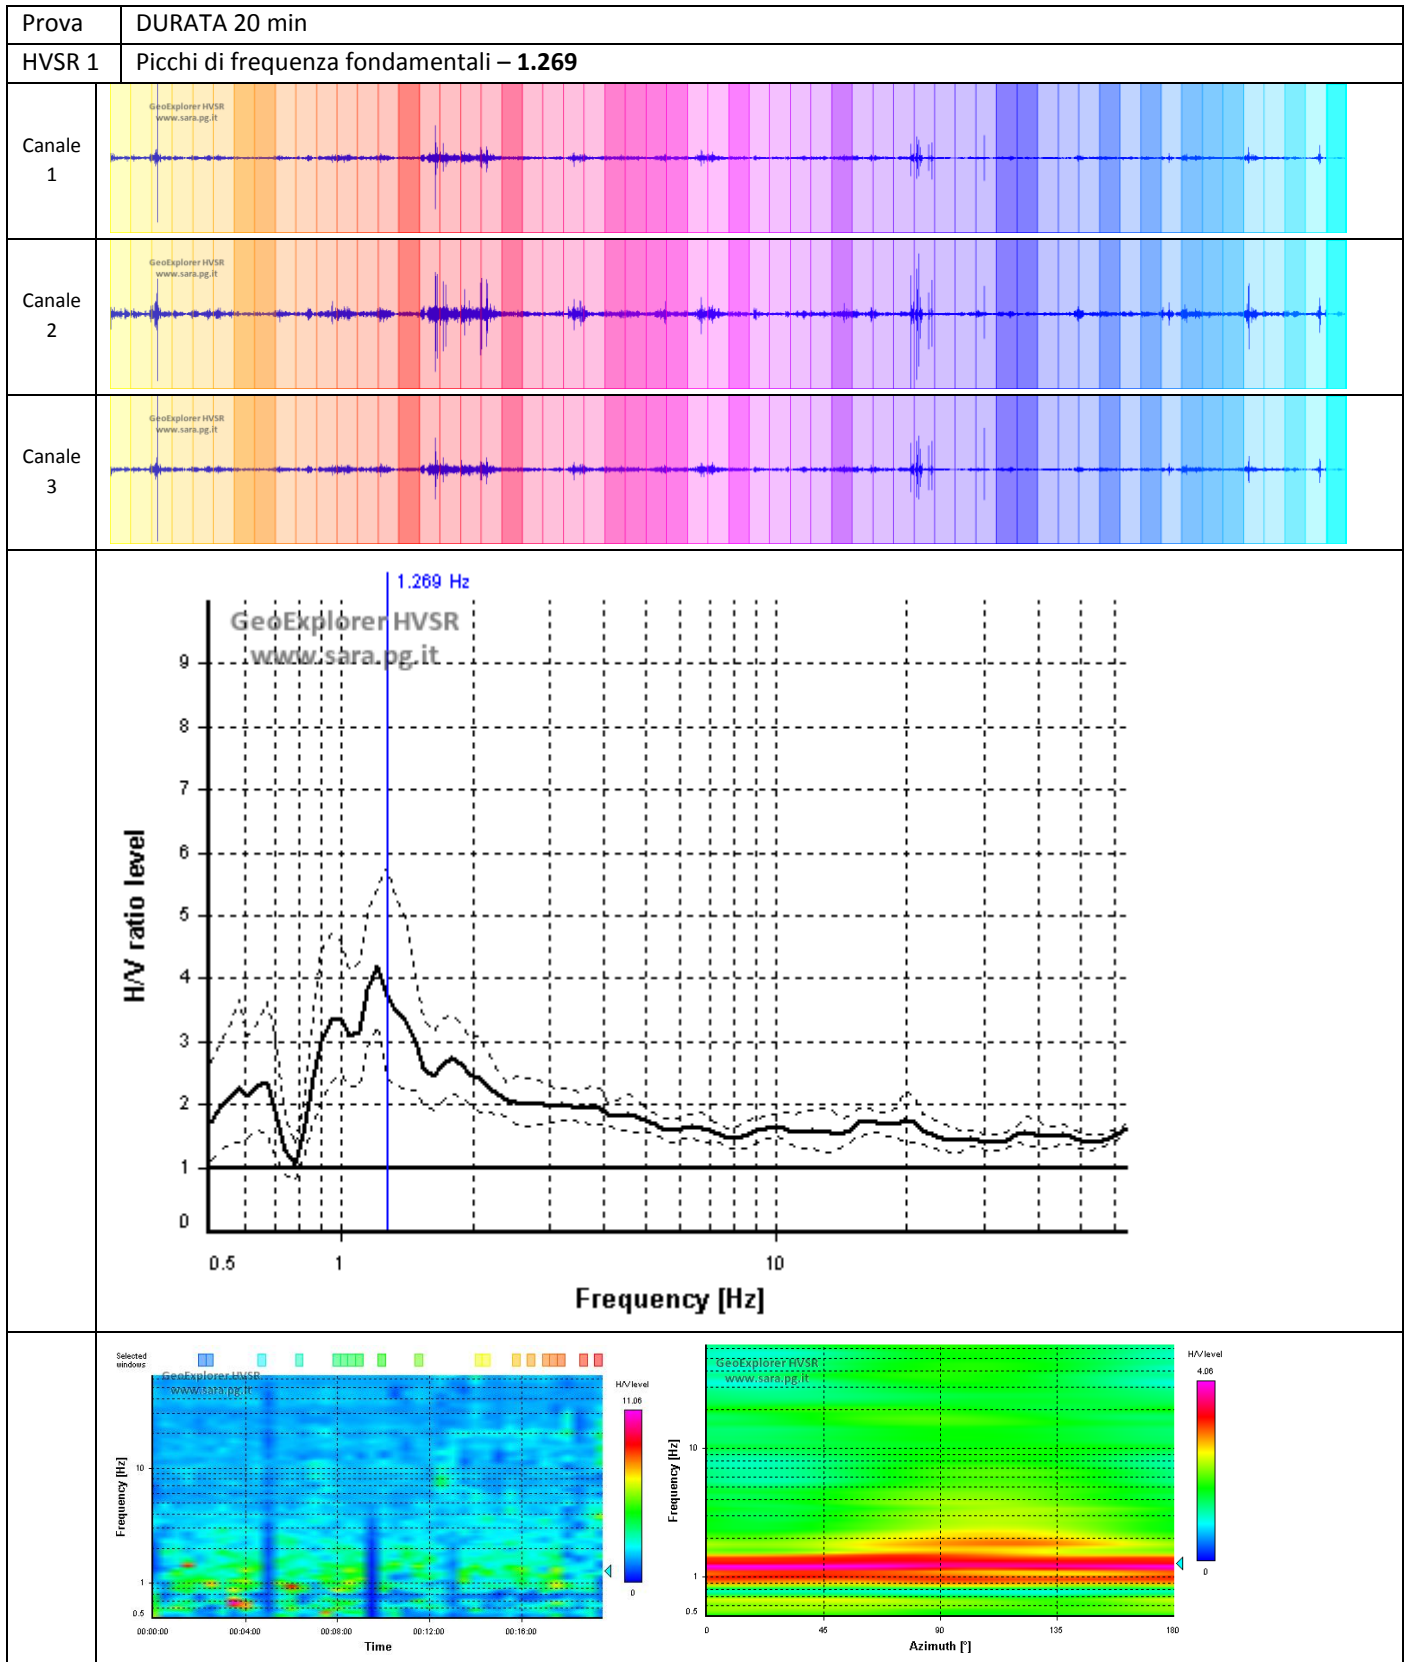 Prova DURATA 20 min
HVSR 1 Picchi di frequenza fondamentali – 1.269
Canale
1
GeoExplorer HVSR
www.sara.pg.it
Canale
2
GeoExplorer HVSR
www.sara.pg.it
Canale
3
GeoExplorer HVSR
www.sara.pg.it
1.269 Hz
GeoExplorer HVSR
www.sara.pg.it
9
8
7
6
5
4
3
2
1
0
H/V ratio level
0.5 1 10
Frequency [Hz]
Selected
windows
GeoExplorer HVSR
www.sara.pg.it
H/V level
11.06
0
Frequency [Hz]
10
1
0.5
00:00:00 00:04:00 00:08:00 00:12:00 00:16:00
Time
GeoExplorer HVSR
www.sara.pg.it
H/V level
4.06
0
Frequency [Hz]
10
1
0.5
0 45 90 135 180
Azimuth [°]